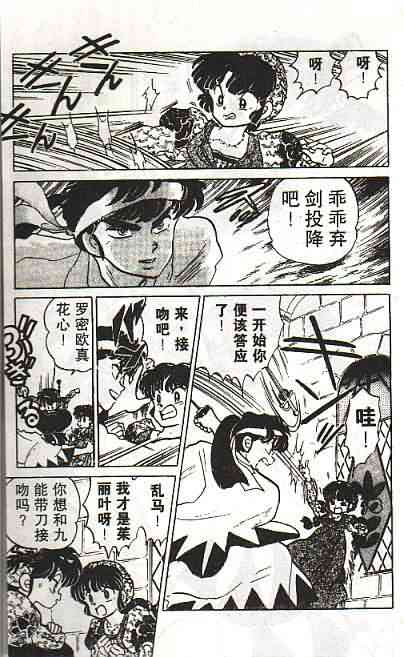 呀！
呀！
きん
きん
乖乖弃
剑投降
吧！
一开始你
便该答应
了！
来，接
吻吧！
罗密欧真
花心！
哇！
乱马！
我才是茱
丽叶呀！
你想和九
能带刀接
吻吗？